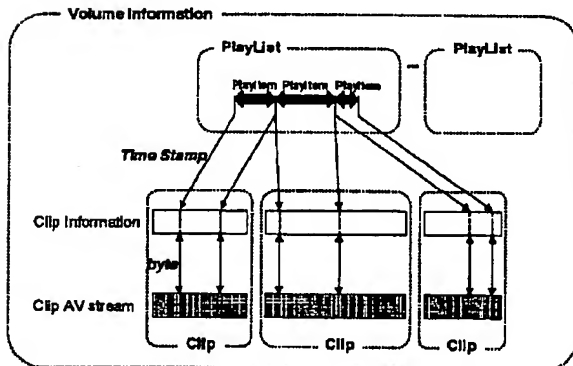 Volume Information
PlayList
PlayList
PlayItem PlayItem PlayItem
Time Stamp
Clip Information
byte
Clip AV stream
Clip
Clip
Clip